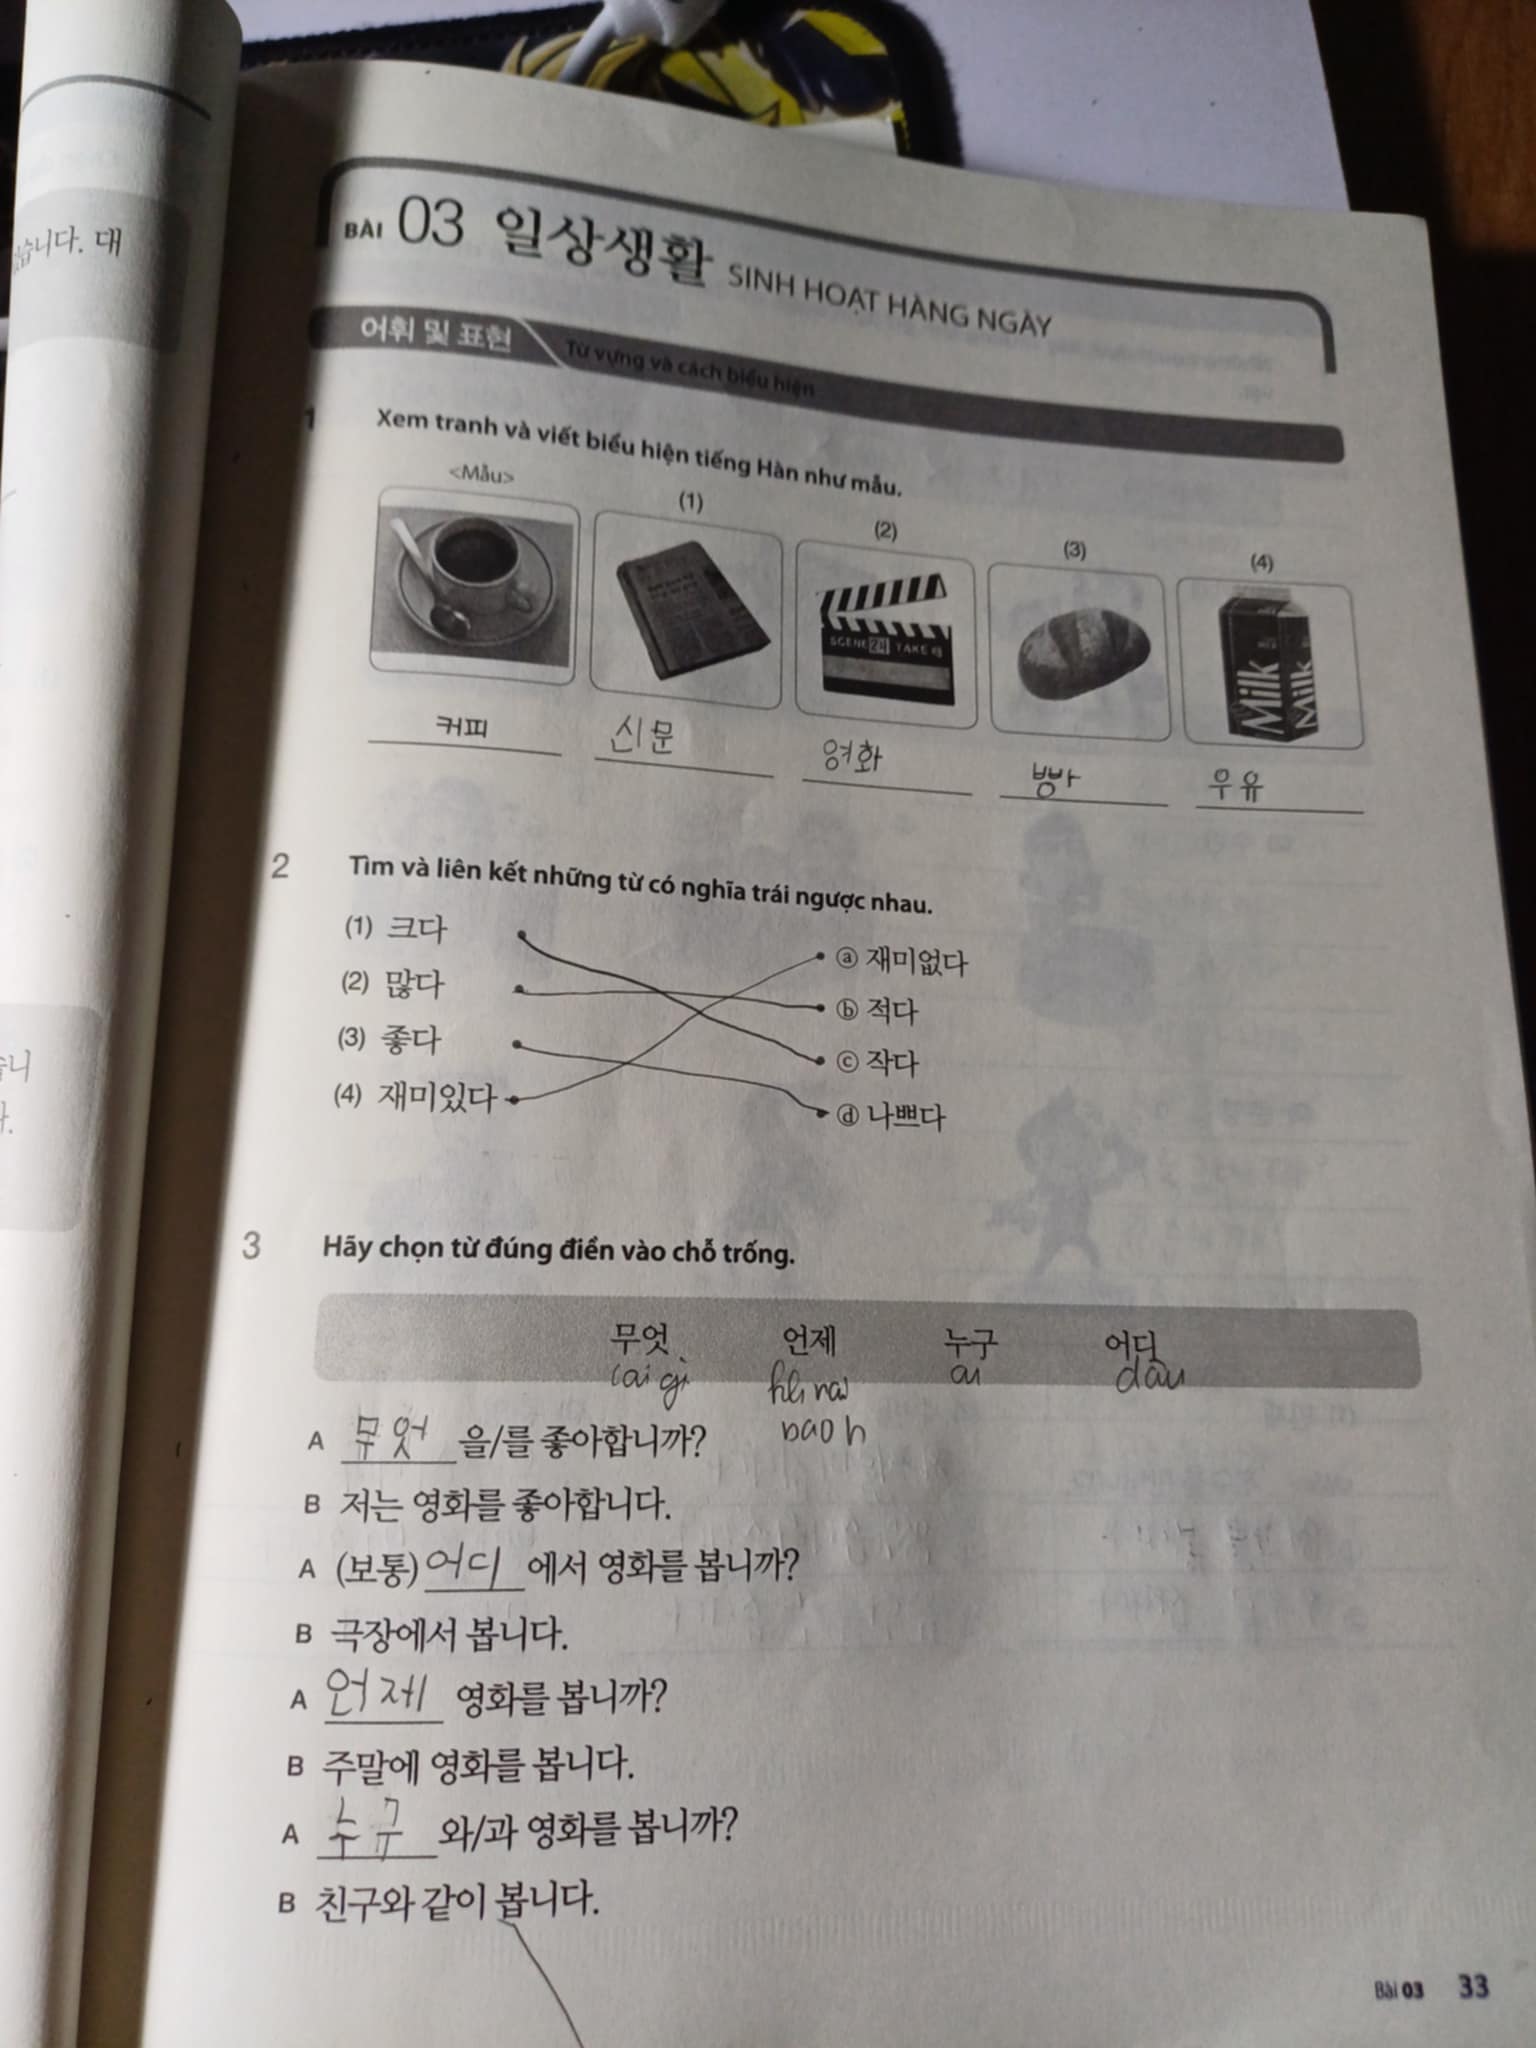 습니다. 대
BÀI 03 일상생활 SINH HOẠT HÀNG NGÀY
어휘 및 표현 Từ vựng và cách biểu hiện
1 Xem tranh và viết biểu hiện tiếng Hàn như mẫu.
<Mẫu> (1) (2) (3) (4)
SCENE 24 TAKE
Milk Milk
커피 신문 영화 빵 우유
2 Tìm và liên kết những từ có nghĩa trái ngược nhau.
(1) 크다 ⓐ 재미없다
(2) 많다 ⓑ 적다
(3) 좋다 ⓒ 작다
(4) 재미있다 ⓓ 나쁘다
3 Hãy chọn từ đúng điền vào chỗ trống.
무엇 언제 누구 어디
cái gì khi nào ai đâu
A 무엇 을/를 좋아합니까?
B 저는 영화를 좋아합니다.
A (보통) 어디 에서 영화를 봅니까?
B 극장에서 봅니다.
A 언제 영화를 봅니까?
B 주말에 영화를 봅니다.
A 누구 와/과 영화를 봅니까?
B 친구와 같이 봅니다.
Bài 03 33